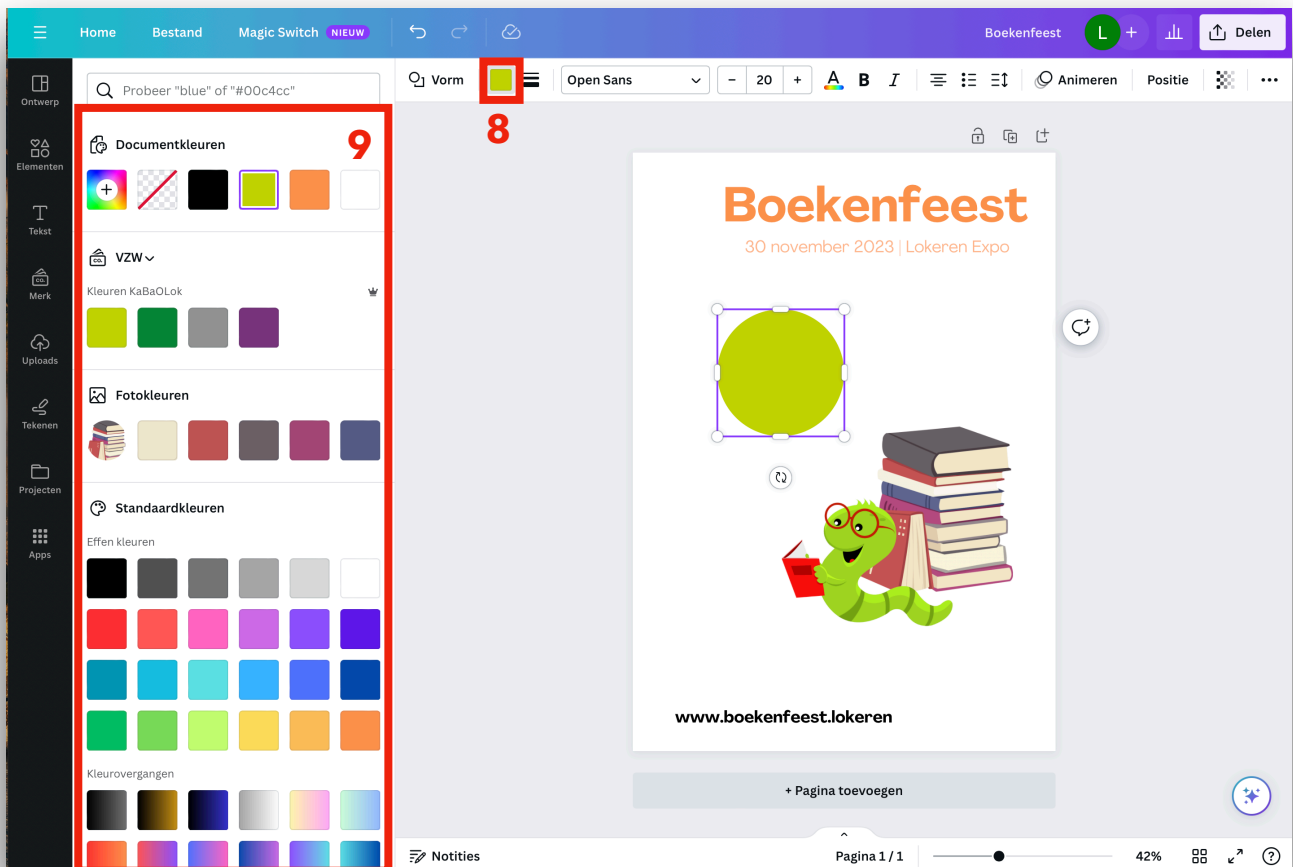 Home Bestand Magic Switch NIEUW Boekenfeest L + Delen
Probeer "blue" of "#00c4cc" Vorm Open Sans - 20 + A B I Animeren Positie
8
Ontwerp
Elementen
Tekst
Merk
Uploads
Tekenen
Projecten
Apps
Documentkleuren 9
CO. VZW
Kleuren KaBaOLok
Fotokleuren
Standaardkleuren
Effen kleuren
Kleurovergangen
Boekenfeest
30 november 2023 | Lokeren Expo
www.boekenfeest.lokeren
+ Pagina toevoegen
Notities Pagina 1 / 1 42%